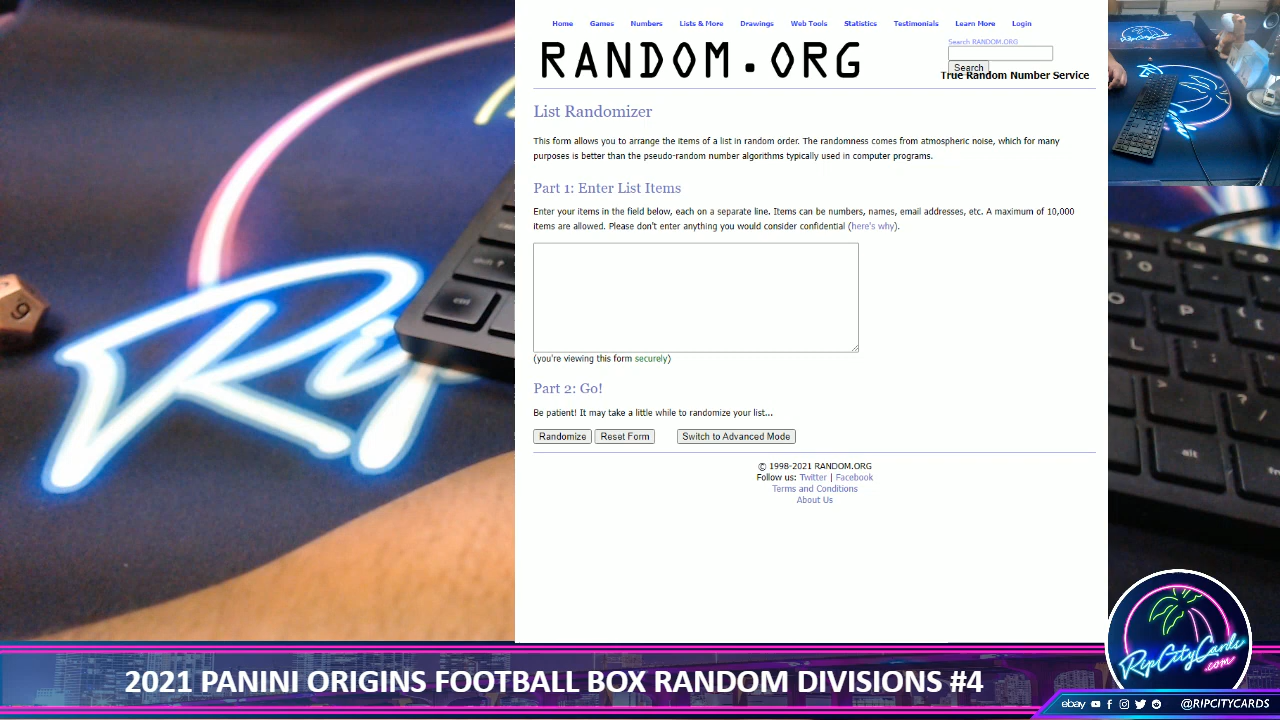 Home Games Numbers Lists & More Drawings Web Tools Statistics Testimonials Learn More Login
RANDOM.ORG
Search RANDOM.ORG
Search
True Random Number Service
List Randomizer
This form allows you to arrange the items of a list in random order. The randomness comes from atmospheric noise, which for many
purposes is better than the pseudo-random number algorithms typically used in computer programs.
Part 1: Enter List Items
Enter your items in the field below, each on a separate line. Items can be numbers, names, email addresses, etc. A maximum of 10,000
items are allowed. Please don't enter anything you would consider confidential (here's why).
(you're viewing this form securely)
Part 2: Go!
Be patient! It may take a little while to randomize your list...
Randomize Reset Form Switch to Advanced Mode
© 1998-2021 RANDOM.ORG
Follow us: Twitter | Facebook
Terms and Conditions
About Us
Rip
shift
ctrl
9
O P
L
alt
2021 PANINI ORIGINS FOOTBALL BOX RANDOM DIVISIONS #4
RipCityCards
.com
ebay @RIPCITYCARDS